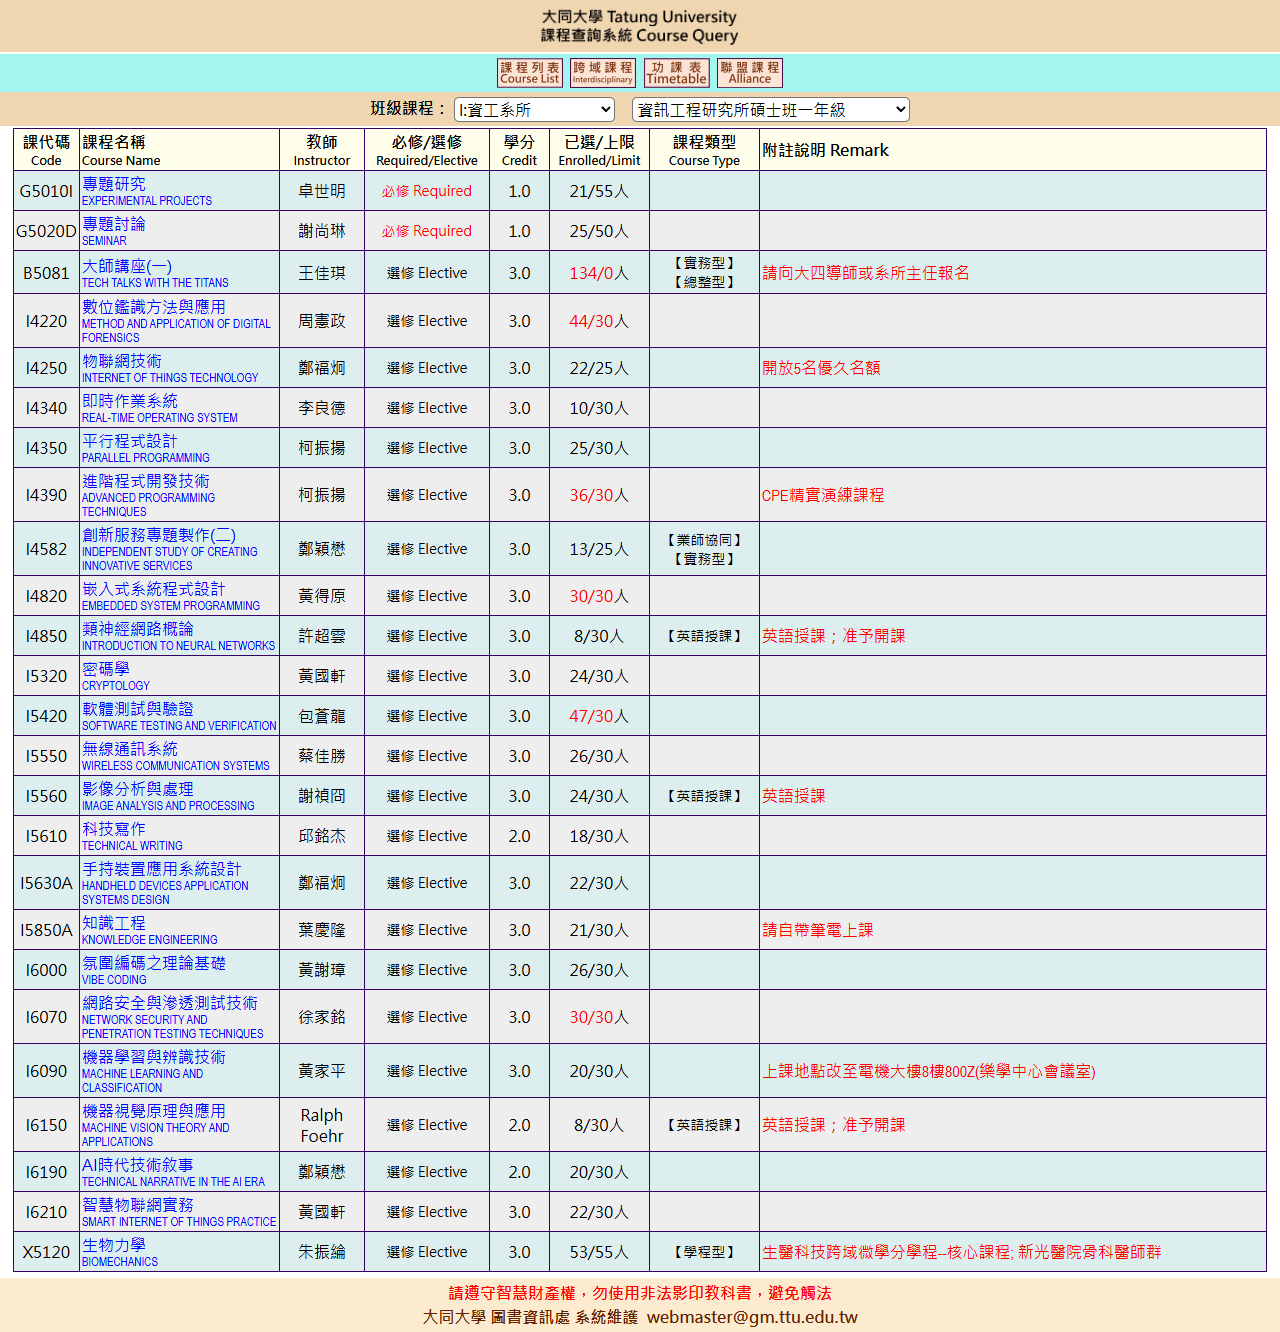 大同大學 Tatung University
課程查詢系統 Course Query
課程列表 跨域課程 功課表 聯盟課程
Course List Interdisciplinary Timetable Alliance
班級課程： I:資工系所 資訊工程研究所碩士班一年級
課代碼 課程名稱 教師 必修/選修 學分 已選/上限 課程類型 附註說明 Remark
Code Course Name Instructor Required/Elective Credit Enrolled/Limit Course Type
G5010I 專題研究 卓世明 必修 Required 1.0 21/55人
EXPERIMENTAL PROJECTS
G5020D 專題討論 謝尚琳 必修 Required 1.0 25/50人
SEMINAR
B5081 大師講座(一) 王佳琪 選修 Elective 3.0 134/0人 【實務型】 請向大四導師或系所主任報名
TECH TALKS WITH THE TITANS 【總整型】
I4220 數位鑑識方法與應用 周憲政 選修 Elective 3.0 44/30人
METHOD AND APPLICATION OF DIGITAL
FORENSICS
I4250 物聯網技術 鄭福炯 選修 Elective 3.0 22/25人 開放5名優久名額
INTERNET OF THINGS TECHNOLOGY
I4340 即時作業系統 李良德 選修 Elective 3.0 10/30人
REAL-TIME OPERATING SYSTEM
I4350 平行程式設計 柯振揚 選修 Elective 3.0 25/30人
PARALLEL PROGRAMMING
I4390 進階程式開發技術 柯振揚 選修 Elective 3.0 36/30人 CPE精實演練課程
ADVANCED PROGRAMMING
TECHNIQUES
I4582 創新服務專題製作(二) 鄭穎懋 選修 Elective 3.0 13/25人 【業師協同】
INDEPENDENT STUDY OF CREATING 【實務型】
INNOVATIVE SERVICES
I4820 嵌入式系統程式設計 黃得原 選修 Elective 3.0 30/30人
EMBEDDED SYSTEM PROGRAMMING
I4850 類神經網路概論 許超雲 選修 Elective 3.0 8/30人 【英語授課】 英語授課；准予開課
INTRODUCTION TO NEURAL NETWORKS
I5320 密碼學 黃國軒 選修 Elective 3.0 24/30人
CRYPTOLOGY
I5420 軟體測試與驗證 包蒼龍 選修 Elective 3.0 47/30人
SOFTWARE TESTING AND VERIFICATION
I5550 無線通訊系統 蔡佳勝 選修 Elective 3.0 26/30人
WIRELESS COMMUNICATION SYSTEMS
I5560 影像分析與處理 謝禎冏 選修 Elective 3.0 24/30人 【英語授課】 英語授課
IMAGE ANALYSIS AND PROCESSING
I5610 科技寫作 邱銘杰 選修 Elective 2.0 18/30人
TECHNICAL WRITING
I5630A 手持裝置應用系統設計 鄭福炯 選修 Elective 3.0 22/30人
HANDHELD DEVICES APPLICATION
SYSTEMS DESIGN
I5850A 知識工程 葉慶隆 選修 Elective 3.0 21/30人 請自帶筆電上課
KNOWLEDGE ENGINEERING
I6000 氛圍編碼之理論基礎 黃謝璋 選修 Elective 3.0 26/30人
VIBE CODING
I6070 網路安全與滲透測試技術 徐家銘 選修 Elective 3.0 30/30人
NETWORK SECURITY AND
PENETRATION TESTING TECHNIQUES
I6090 機器學習與辨識技術 黃家平 選修 Elective 3.0 20/30人 上課地點改至電機大樓8樓800Z(樂學中心會議室)
MACHINE LEARNING AND
CLASSIFICATION
I6150 機器視覺原理與應用 Ralph Foehr 選修 Elective 2.0 8/30人 【英語授課】 英語授課；准予開課
MACHINE VISION THEORY AND
APPLICATIONS
I6190 AI時代技術敘事 鄭穎懋 選修 Elective 2.0 20/30人
TECHNICAL NARRATIVE IN THE AI ERA
I6210 智慧物聯網實務 黃國軒 選修 Elective 3.0 22/30人
SMART INTERNET OF THINGS PRACTICE
X5120 生物力學 朱振綸 選修 Elective 3.0 53/55人 【學程型】 生醫科技跨域微學分學程--核心課程; 新光醫院骨科醫師群
BIOMECHANICS
請遵守智慧財產權，勿使用非法影印教科書，避免觸法
大同大學 圖書資訊處 系統維護 webmaster@gm.ttu.edu.tw